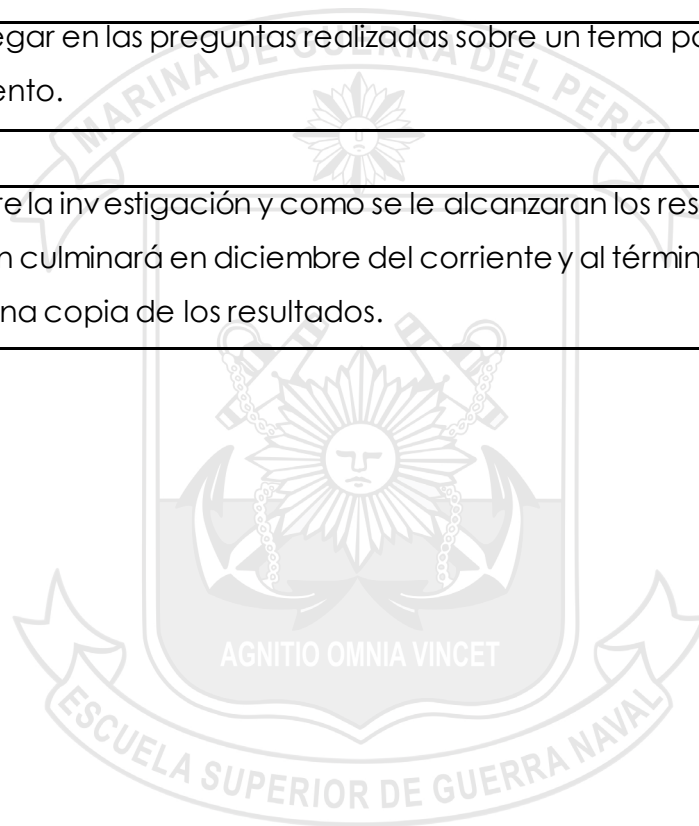 egar en las preguntas realizadas sobre un tema pa
ento.
MARINA DE GUERRA DEL PERÚ
re la investigación y como se le alcanzaran los res
n culminará en diciembre del corriente y al términ
na copia de los resultados.
AGNITIO OMNIA VINCET
ESCUELA SUPERIOR DE GUERRA NAVAL